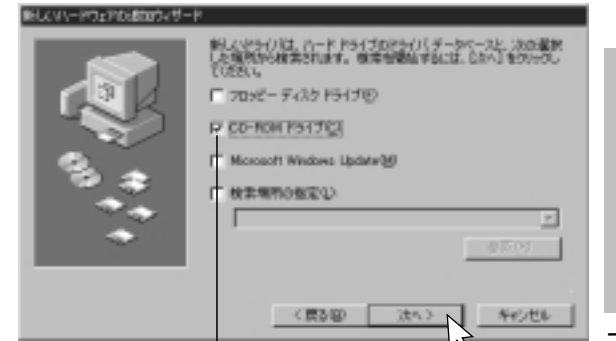 新しいハードウェアの追加ウィザード
新しいドライバは、ハード ドライブのドライバ データベースと、次の選択
した場所から検索されます。検索を開始するには、[次へ] をクリックし
てください。
フロッピー ディスク ドライブ(F)
CD-ROM ドライブ(C)
Microsoft Windows Update(M)
検索場所の指定(L):
参照(R)
< 戻る(B)
次へ >
キャンセル